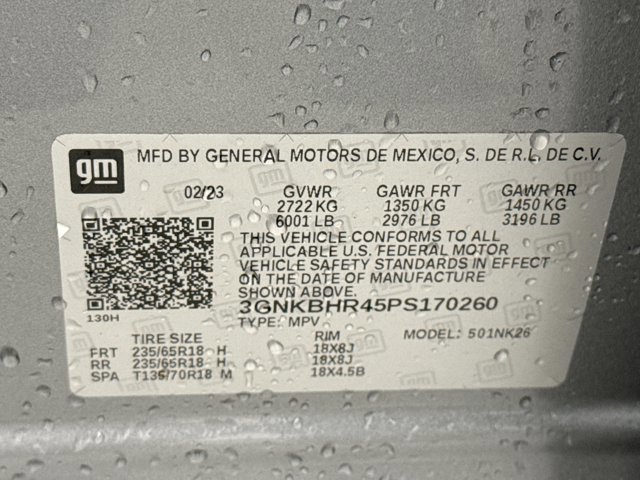 gm
MFD BY GENERAL MOTORS DE MEXICO, S. DE R.L. DE C.V.
02/23 GVWR GAWR FRT GAWR RR
2722 KG 1350 KG 1450 KG
6001 LB 2976 LB 3196 LB
THIS VEHICLE CONFORMS TO ALL
APPLICABLE U.S. FEDERAL MOTOR
VEHICLE SAFETY STANDARDS IN EFFECT
ON THE DATE OF MANUFACTURE
SHOWN ABOVE.
3GNKBHR45PS170260
130H
TYPE: MPV MODEL: 501NK26
TIRE SIZE RIM
FRT 235/65R18 H 18X8J
RR 235/65R18 H 18X8J
SPA T135/70R18 M 18X4.5B